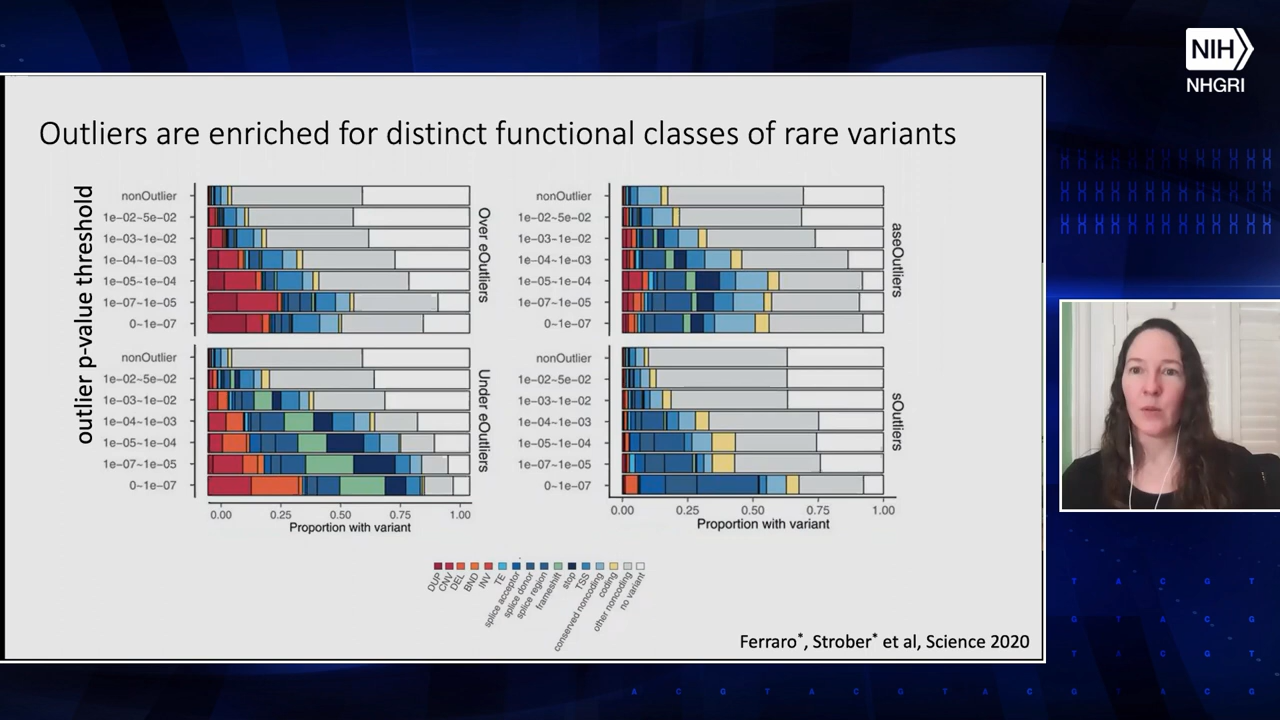 NIH
NHGRI
Outliers are enriched for distinct functional classes of rare variants
outlier p-value threshold
nonOutlier
1e−02~5e−02
1e−03~1e−02
1e−04~1e−03
1e−05~1e−04
1e−07~1e−05
0~1e−07
Over eOutliers
nonOutlier
1e−02~5e−02
1e−03~1e−02
1e−04~1e−03
1e−05~1e−04
1e−07~1e−05
0~1e−07
aseOutliers
nonOutlier
1e−02~5e−02
1e−03~1e−02
1e−04~1e−03
1e−05~1e−04
1e−07~1e−05
0~1e−07
Under eOutliers
0.00 0.25 0.50 0.75 1.00
Proportion with variant
nonOutlier
1e−02~5e−02
1e−03~1e−02
1e−04~1e−03
1e−05~1e−04
1e−07~1e−05
0~1e−07
sOutliers
0.00 0.25 0.50 0.75 1.00
Proportion with variant
DUP
CNV
DEL
BND
INV
TE
splice acceptor
splice donor
splice region
frameshift
stop
TSS
conserved noncoding
coding
other noncoding
no variant
Ferraro*, Strober* et al, Science 2020
T A C G T
G T A C G
T A C G T
A C G T A C G T A C G T A C G